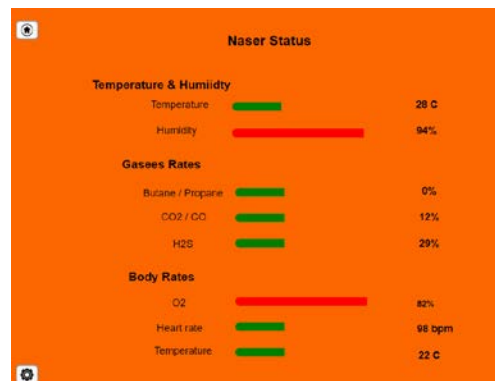 Naser Status
Temperature & Humiidty
Temperature 28 C
Humidity 94%
Gasees Rates
Butane / Propane 0%
CO2 / CO 12%
H2S 29%
Body Rates
O2 82%
Heart rate 98 bpm
Temperature 22 C